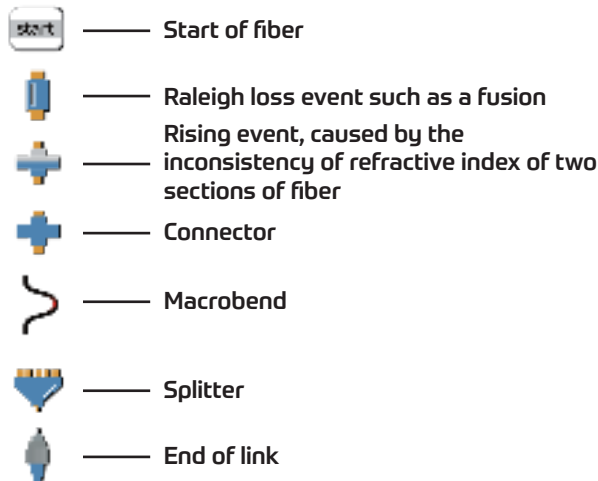 start
Start of fiber
Raleigh loss event such as a fusion
Rising event, caused by the
inconsistency of refractive index of two
sections of fiber
Connector
Macrobend
Splitter
End of link